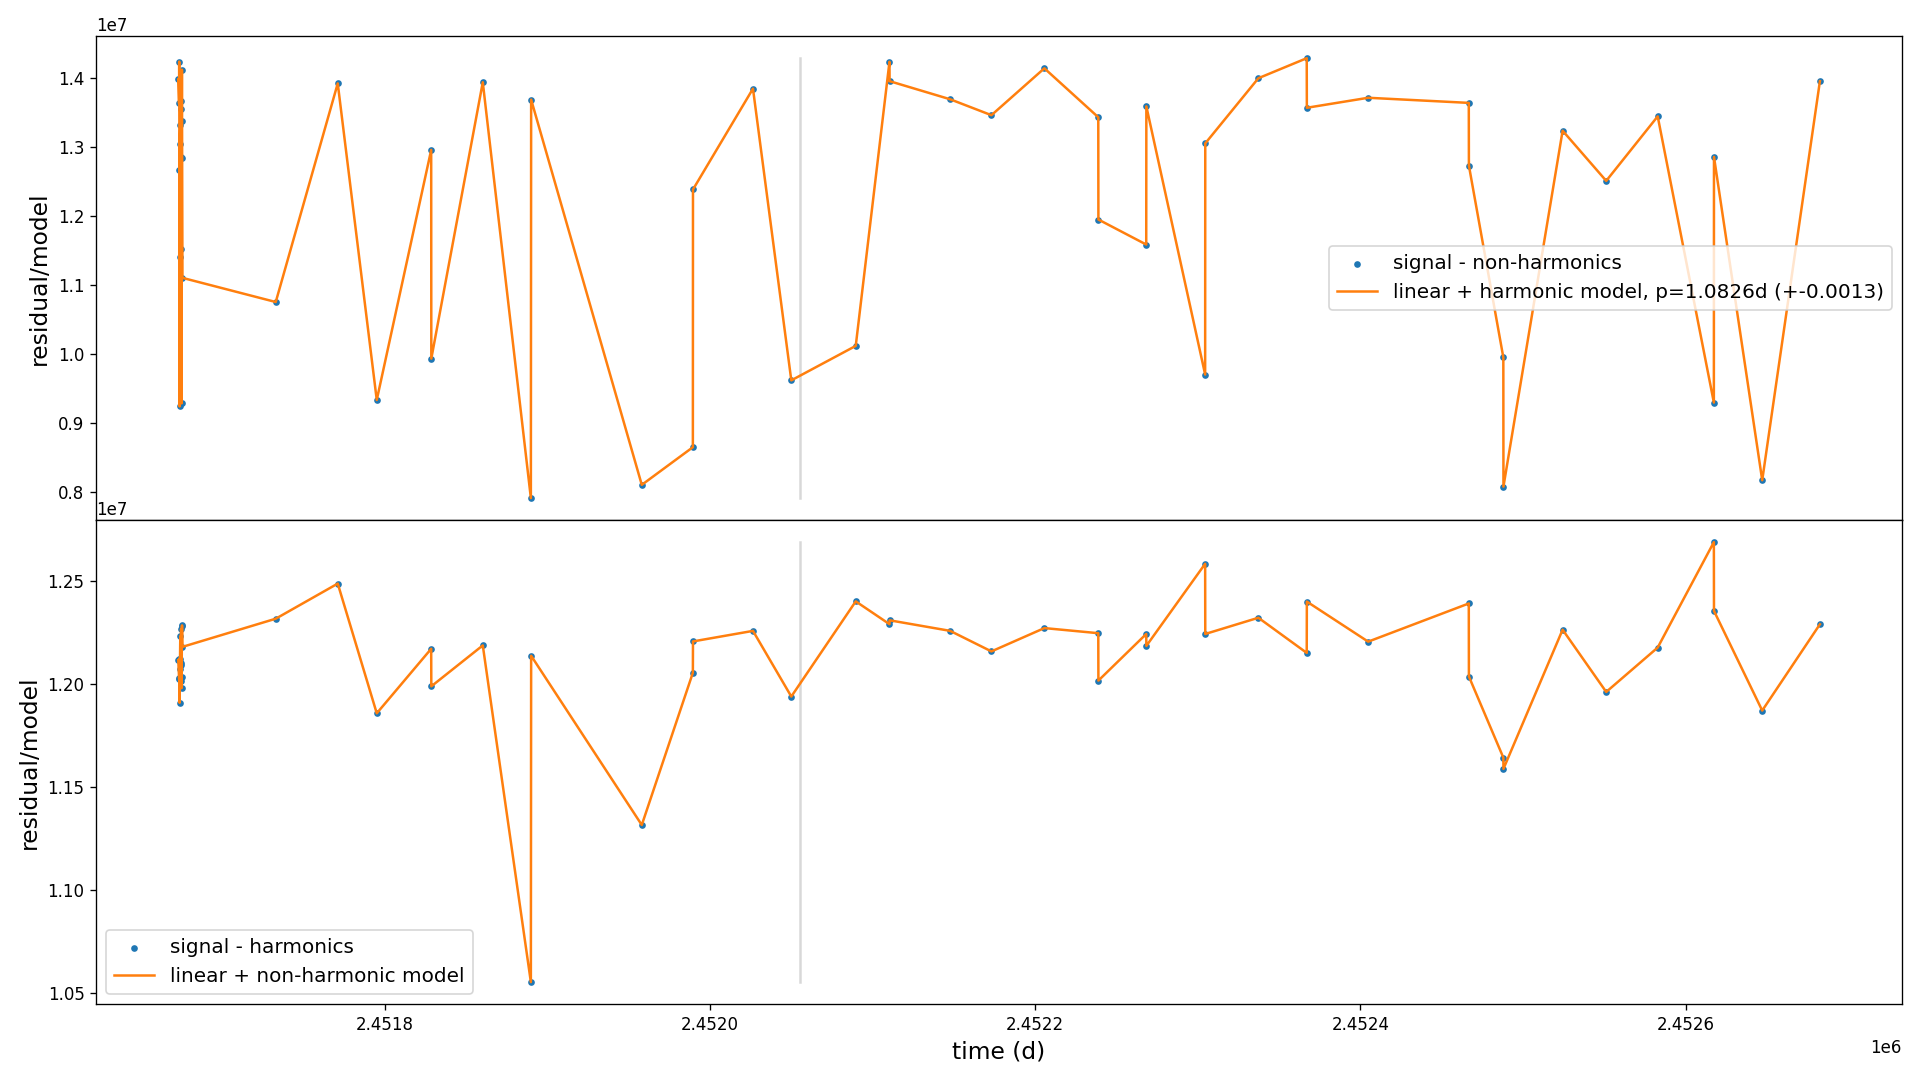 1e7
1.4
1.3
1.2
1.1
1.0
0.9
0.8
residual/model
signal - non-harmonics
linear + harmonic model, p=1.0826d (+-0.0013)
1e7
1.25
1.20
1.15
1.10
1.05
residual/model
signal - harmonics
linear + non-harmonic model
2.4518 2.4520 2.4522 2.4524 2.4526
time (d)
1e6